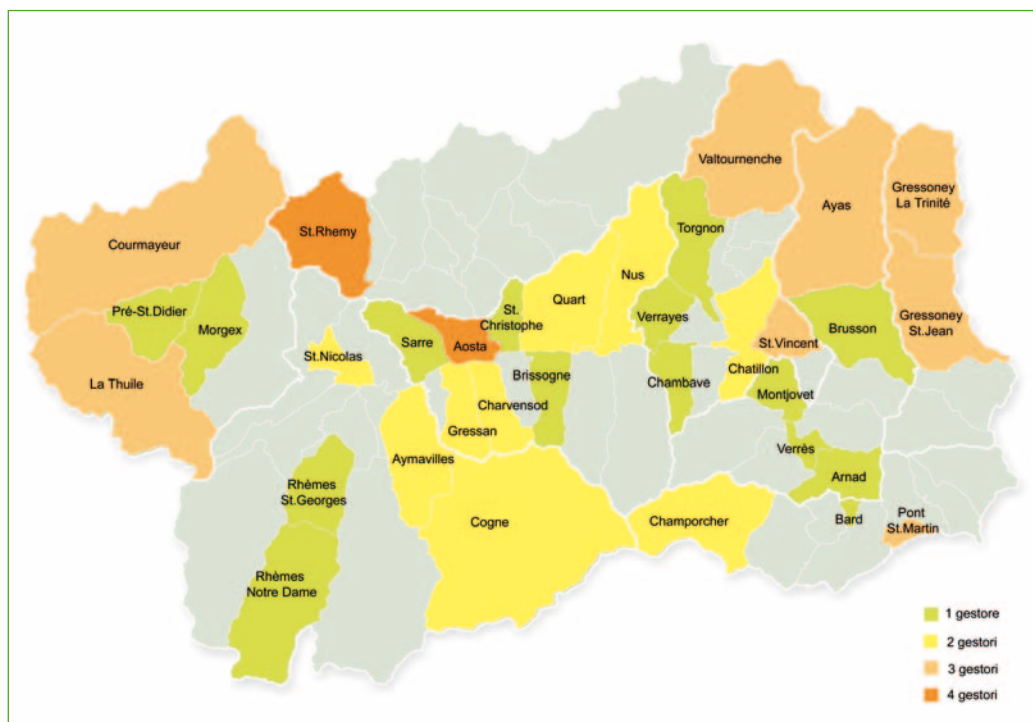 Valtournenche
Gressoney
La Trinité
Ayas
Torgnon
St.Rhemy
Courmayeur
Nus
Quart
Pré-St.Didier
Morgex
St.
Christophe
Verrayes
Brusson
Gressoney
St.Jean
Sarre
Aosta
St.Vincent
St.Nicolas
Brissogne
Chatillon
La Thuile
Chambave
Montjovet
Charvensod
Gressan
Verrès
Aymavilles
Arnad
Rhèmes
St.Georges
Pont
St.Martin
Bard
Cogne
Champorcher
Rhèmes
Notre Dame
1 gestore
2 gestori
3 gestori
4 gestori